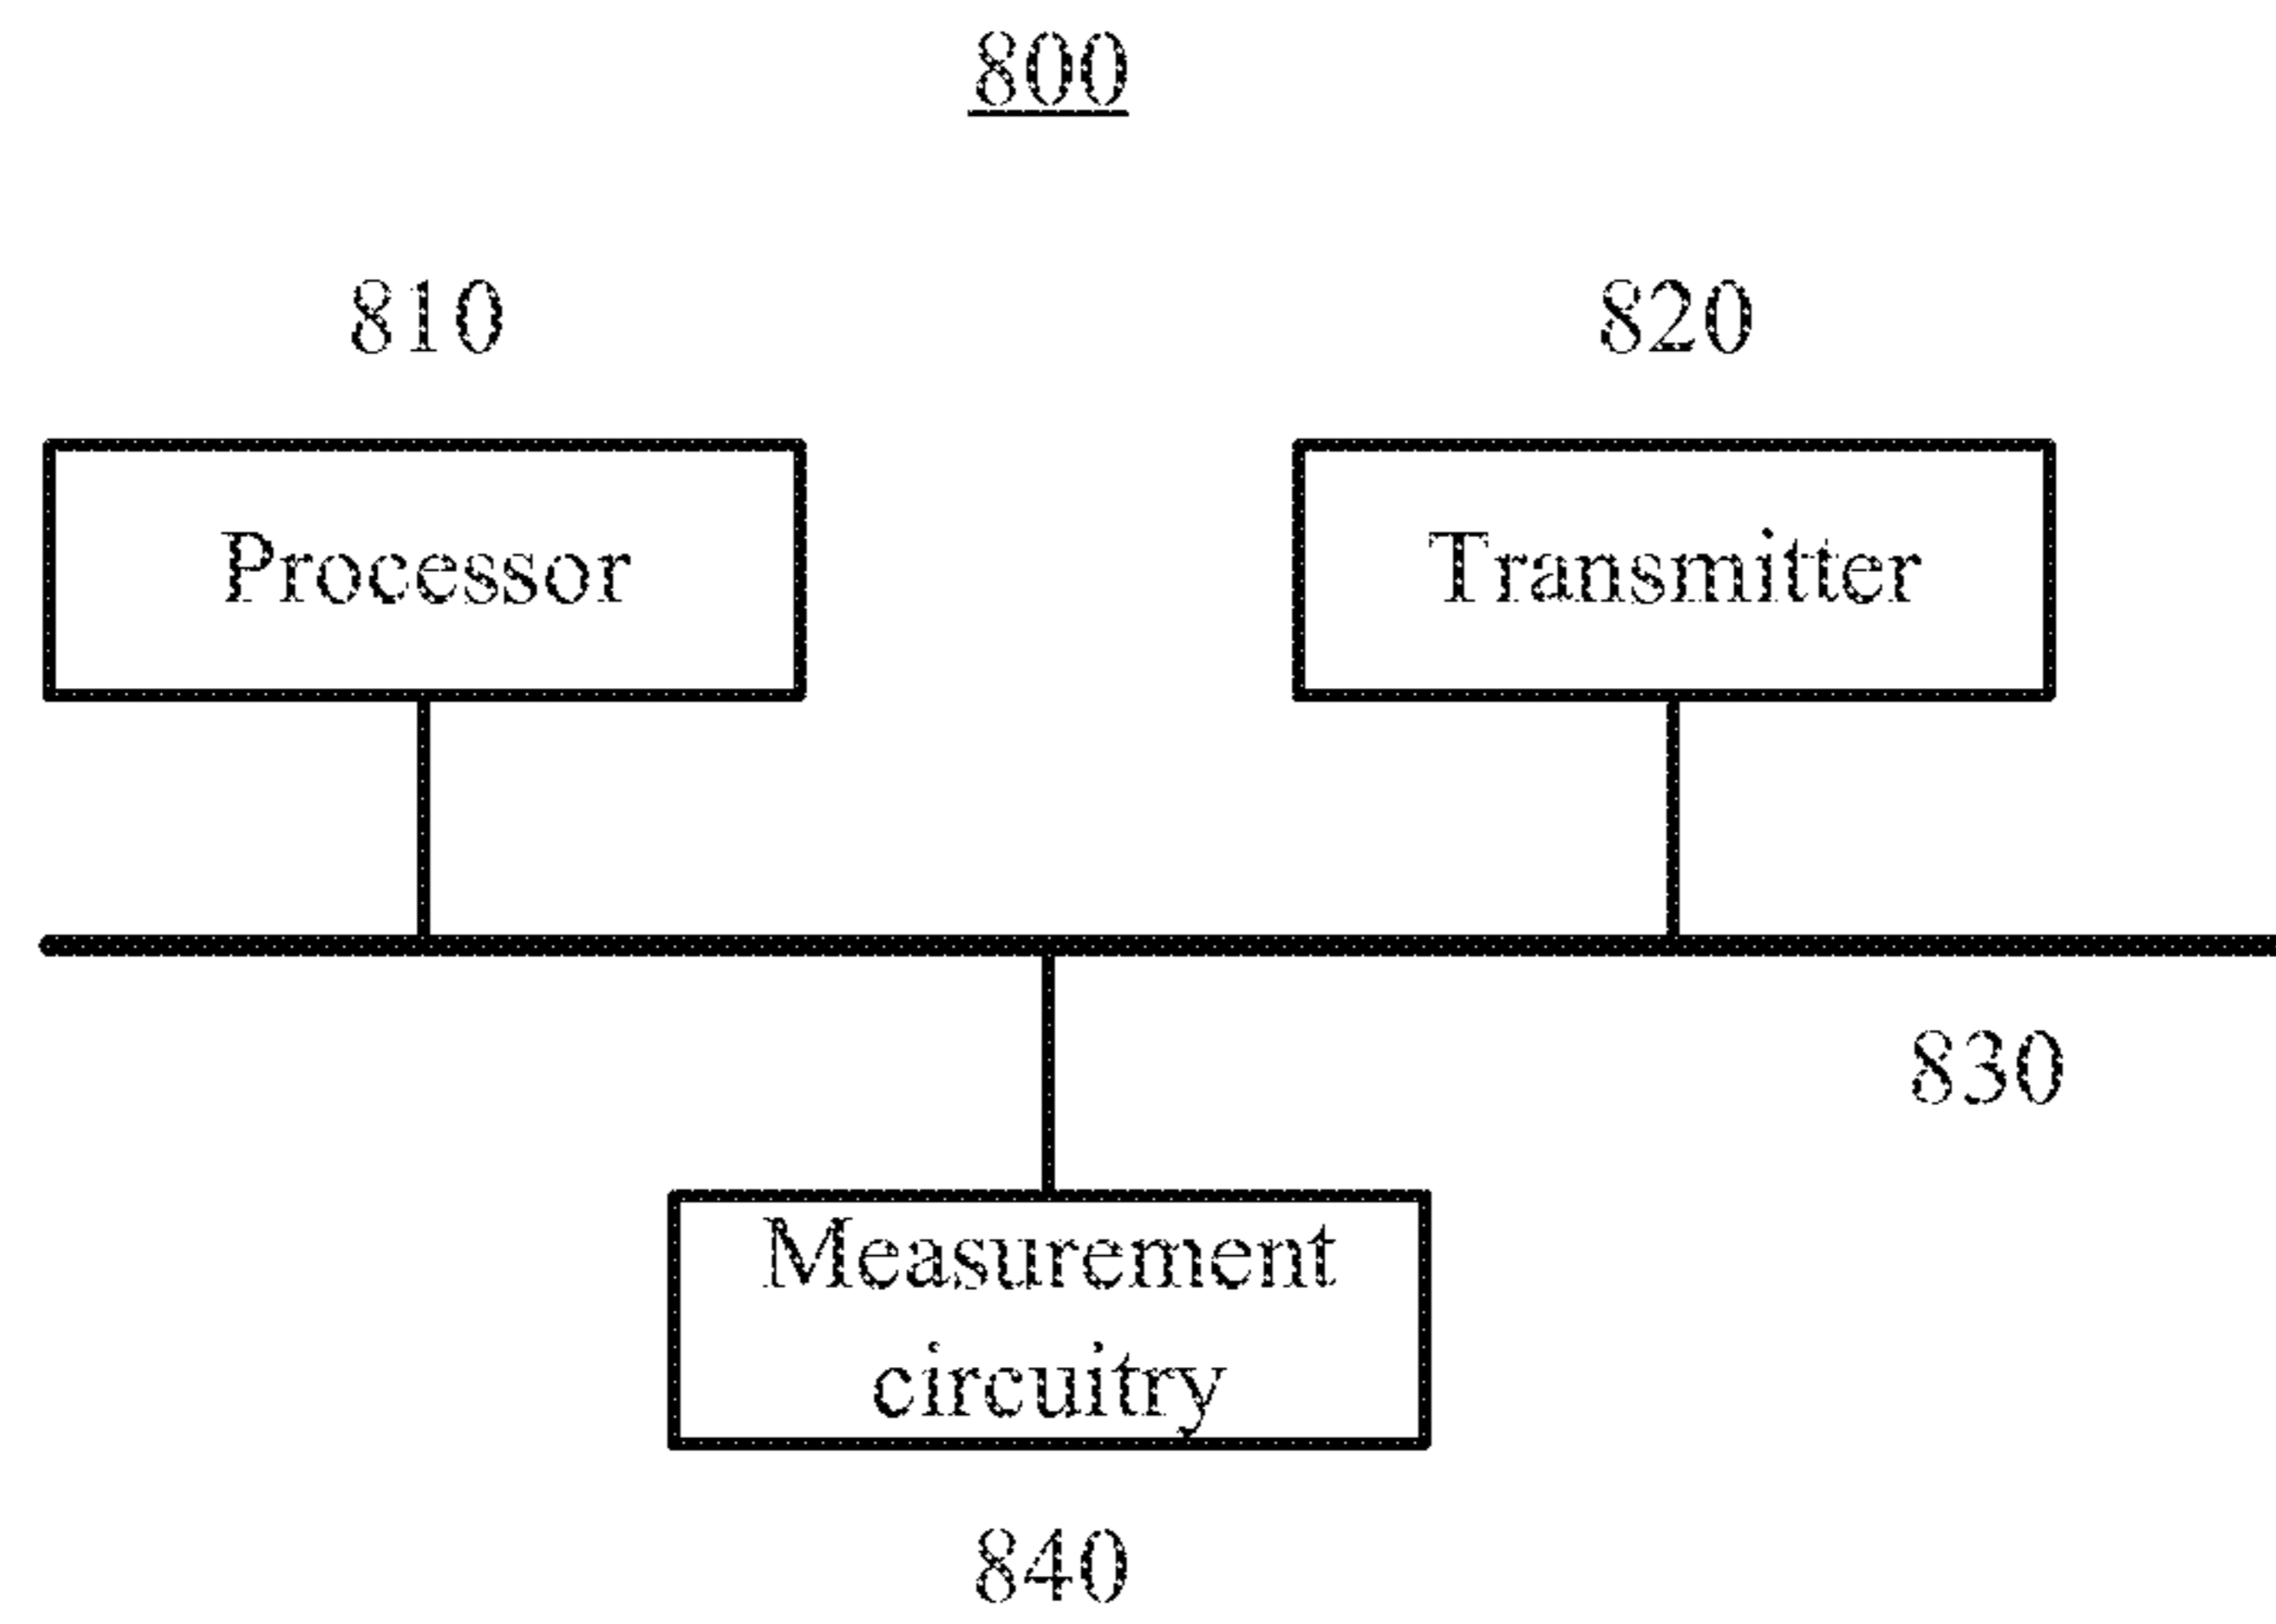 800
810
820
Processor
Transmitter
830
Measurement
circuitry
840